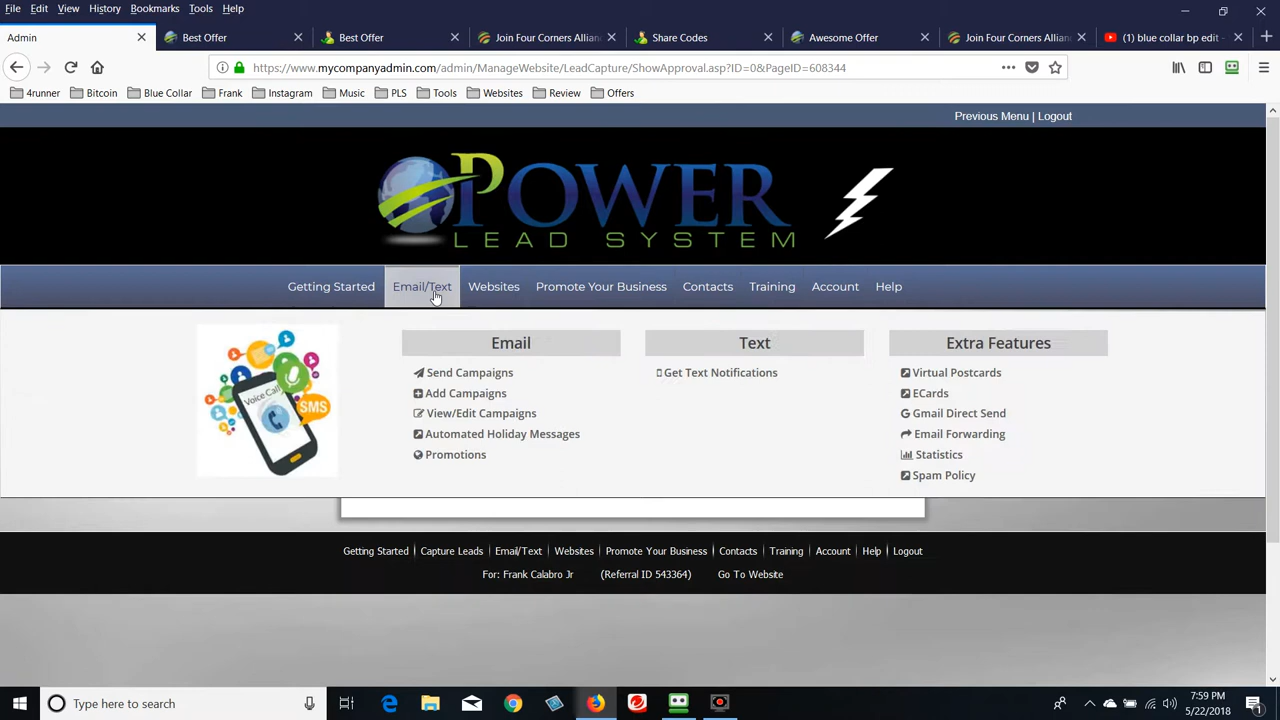 File Edit View History Bookmarks Tools Help
Admin Best Offer Best Offer Join Four Corners Allian Share Codes Awesome Offer Join Four Corners Allian (1) blue collar bp edit -
https://www.mycompanyadmin.com/admin/ManageWebsite/LeadCapture/ShowApproval.asp?ID=0&PageID=608344
4runner Bitcoin Blue Collar Frank Instagram Music PLS Tools Websites Review Offers
Previous Menu | Logout
POWER
LEAD SYSTEM
Getting Started Email/Text Websites Promote Your Business Contacts Training Account Help
Email Text Extra Features
Voice Call
SMS
Send Campaigns Get Text Notifications Virtual Postcards
Add Campaigns ECards
View/Edit Campaigns Gmail Direct Send
Automated Holiday Messages Email Forwarding
Promotions Statistics
Spam Policy
Getting Started Capture Leads Email/Text Websites Promote Your Business Contacts Training Account Help Logout
For: Frank Calabro Jr (Referral ID 543364) Go To Website
Type here to search
7:59 PM
5/22/2018
1